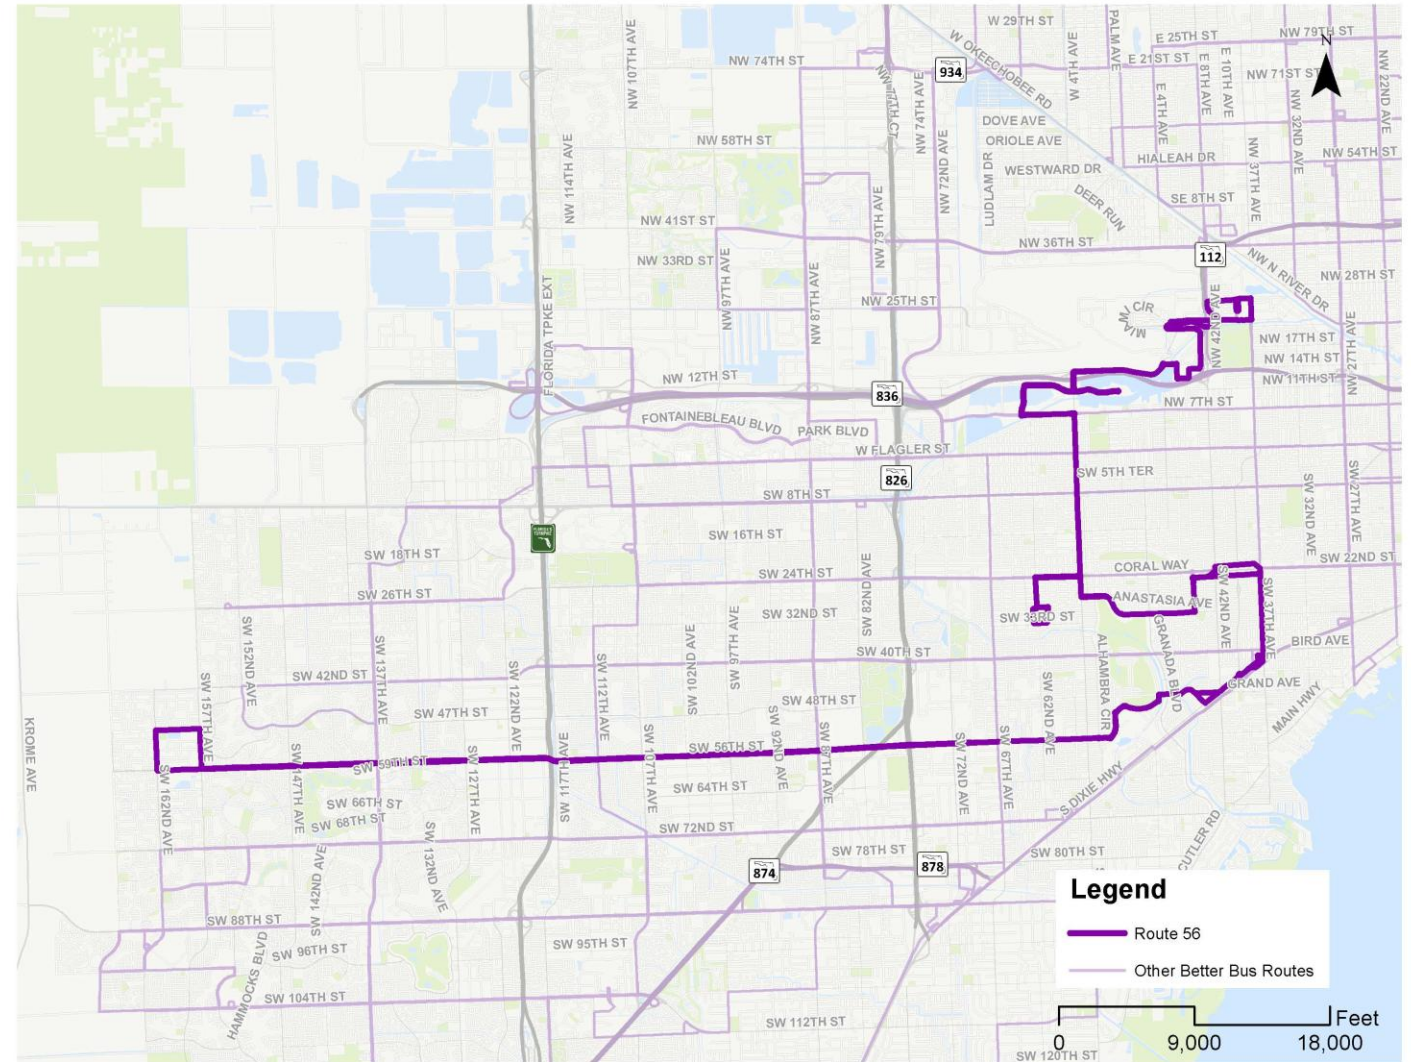 W 29TH ST
PALM AVE
E 25TH ST
NW 79TH ST
N
W OKEECHOBEE RD
W 4TH AVE
E 21ST ST
E 8TH AVE
E 10TH AVE
NW 71ST ST
NW 22ND AVE
NW 107TH AVE
NW 74TH ST
NW 77TH CT
934
NW 74TH AVE
E 4TH AVE
NW 32ND AVE
DOVE AVE
ORIOLE AVE
NW 114TH AVE
NW 58TH ST
NW 72ND AVE
LUDLAM DR
WESTWARD DR
HIALEAH DR
NW 37TH AVE
NW 54TH ST
DEER RUN
SE 8TH ST
NW 41ST ST
NW 79TH AVE
NW 36TH ST
112
NW 33RD ST
NW N RIVER DR
NW 28TH ST
FLORIDA TPKE EXT
NW 97TH AVE
NW 87TH AVE
NW 25TH ST
MIAMI CIR
NW 42ND AVE
NW 27TH AVE
NW 17TH ST
NW 14TH ST
NW 12TH ST
NW 11TH ST
836
NW 7TH ST
FONTAINEBLEAU BLVD
PARK BLVD
W FLAGLER ST
826
SW 5TH TER
SW 8TH ST
SW 32ND AVE
SW 27TH AVE
FLORIDA'S TURNPIKE
SW 16TH ST
SW 18TH ST
SW 82ND AVE
SW 22ND ST
CORAL WAY
SW 24TH ST
SW 26TH ST
ANASTASIA AVE
SW 42ND AVE
SW 37TH AVE
SW 32ND ST
SW 33RD ST
SW 152ND AVE
SW 137TH AVE
SW 97TH AVE
SW 102ND AVE
GRANADA BLVD
ALHAMBRA CIR
BIRD AVE
SW 40TH ST
SW 42ND ST
SW 157TH AVE
SW 122ND AVE
SW 112TH AVE
SW 62ND AVE
GRAND AVE
MAIN HWY
SW 47TH ST
SW 48TH ST
KROME AVE
SW 107TH AVE
SW 92ND AVE
SW 56TH ST
SW 59TH ST
SW 162ND AVE
SW 147TH AVE
SW 127TH AVE
SW 117TH AVE
SW 87TH AVE
SW 72ND AVE
SW 67TH AVE
S DIXIE HWY
SW 64TH ST
SW 66TH ST
SW 68TH ST
SW 72ND ST
SW 132ND AVE
SW 142ND AVE
SW 78TH ST
SW 80TH ST
CUTLER RD
874
878
SW 88TH ST
SW 95TH ST
SW 96TH ST
HAMMOCKS BLVD
SW 104TH ST
SW 112TH ST
SW 120TH ST
Legend
Route 56
Other Better Bus Routes
Feet
0 9,000 18,000